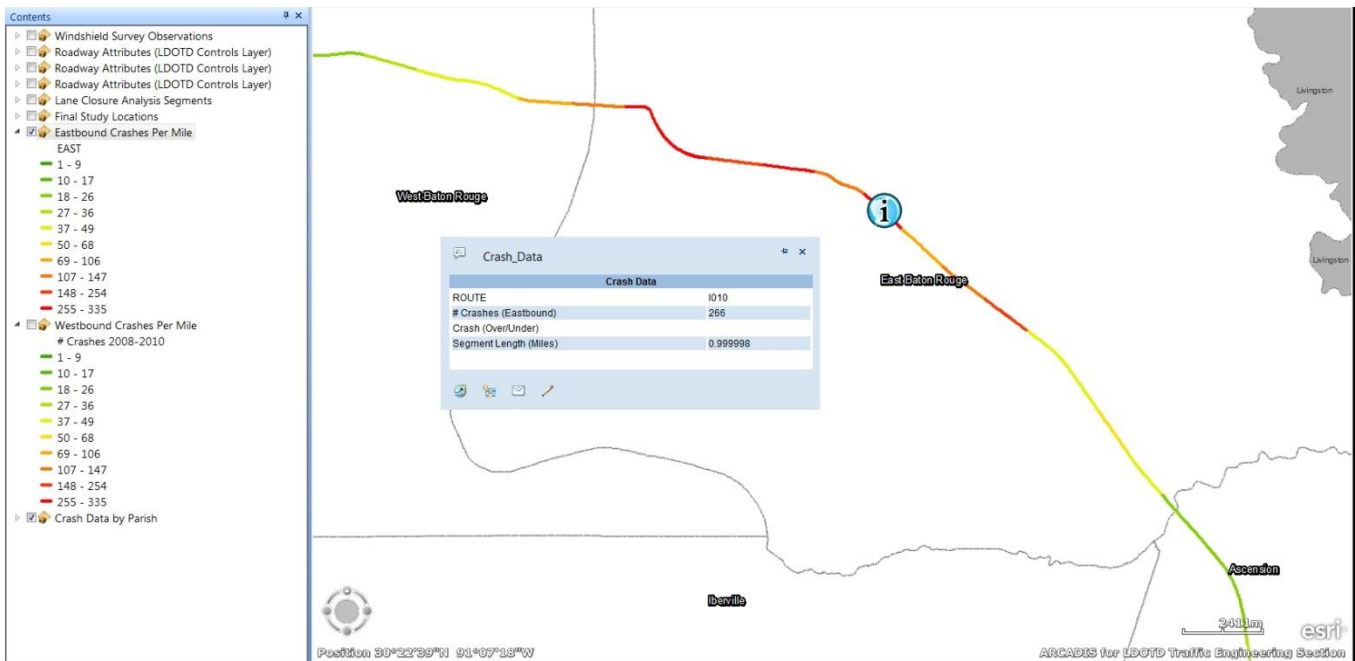 Contents
Windshield Survey Observations
Roadway Attributes (LDOTD Controls Layer)
Roadway Attributes (LDOTD Controls Layer)
Roadway Attributes (LDOTD Controls Layer)
Lane Closure Analysis Segments
Final Study Locations
Eastbound Crashes Per Mile
EAST
1 - 9
10 - 17
18 - 26
27 - 36
37 - 49
50 - 68
69 - 106
107 - 147
148 - 254
255 - 335
Westbound Crashes Per Mile
# Crashes 2008-2010
1 - 9
10 - 17
18 - 26
27 - 36
37 - 49
50 - 68
69 - 106
107 - 147
148 - 254
255 - 335
Crash Data by Parish
Livingston
West Baton Rouge
i
Livingston
East Baton Rouge
Crash_Data
Crash Data
ROUTE I010
# Crashes (Eastbound) 266
Crash (Over/Under)
Segment Length (Miles) 0.999998
Ascension
Iberville
2411m
esri
Position 30°22'39"N 91°07'18"W
ARCADIS for LDOTD Traffic Engineering Section